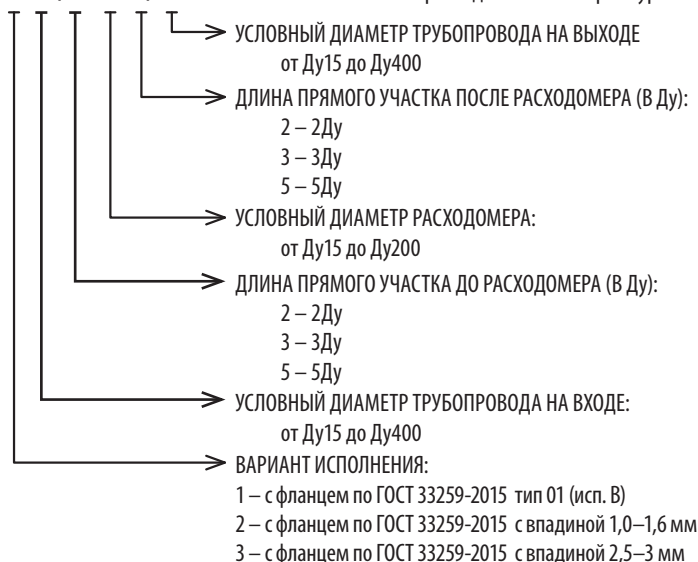 УСЛОВНЫЙ ДИАМЕТР ТРУБОПРОВОДА НА ВЫХОДЕ
от Ду15 до Ду400
ДЛИНА ПРЯМОГО УЧАСТКА ПОСЛЕ РАСХОДОМЕРА (В Ду):
2 – 2Ду
3 – 3Ду
5 – 5Ду
УСЛОВНЫЙ ДИАМЕТР РАСХОДОМЕРА:
от Ду15 до Ду200
ДЛИНА ПРЯМОГО УЧАСТКА ДО РАСХОДОМЕРА (В Ду):
2 – 2Ду
3 – 3Ду
5 – 5Ду
УСЛОВНЫЙ ДИАМЕТР ТРУБОПРОВОДА НА ВХОДЕ:
от Ду15 до Ду400
ВАРИАНТ ИСПОЛНЕНИЯ:
1 – с фланцем по ГОСТ 33259-2015 тип 01 (исп. В)
2 – с фланцем по ГОСТ 33259-2015 с впадиной 1,0–1,6 мм
3 – с фланцем по ГОСТ 33259-2015 с впадиной 2,5–3 мм